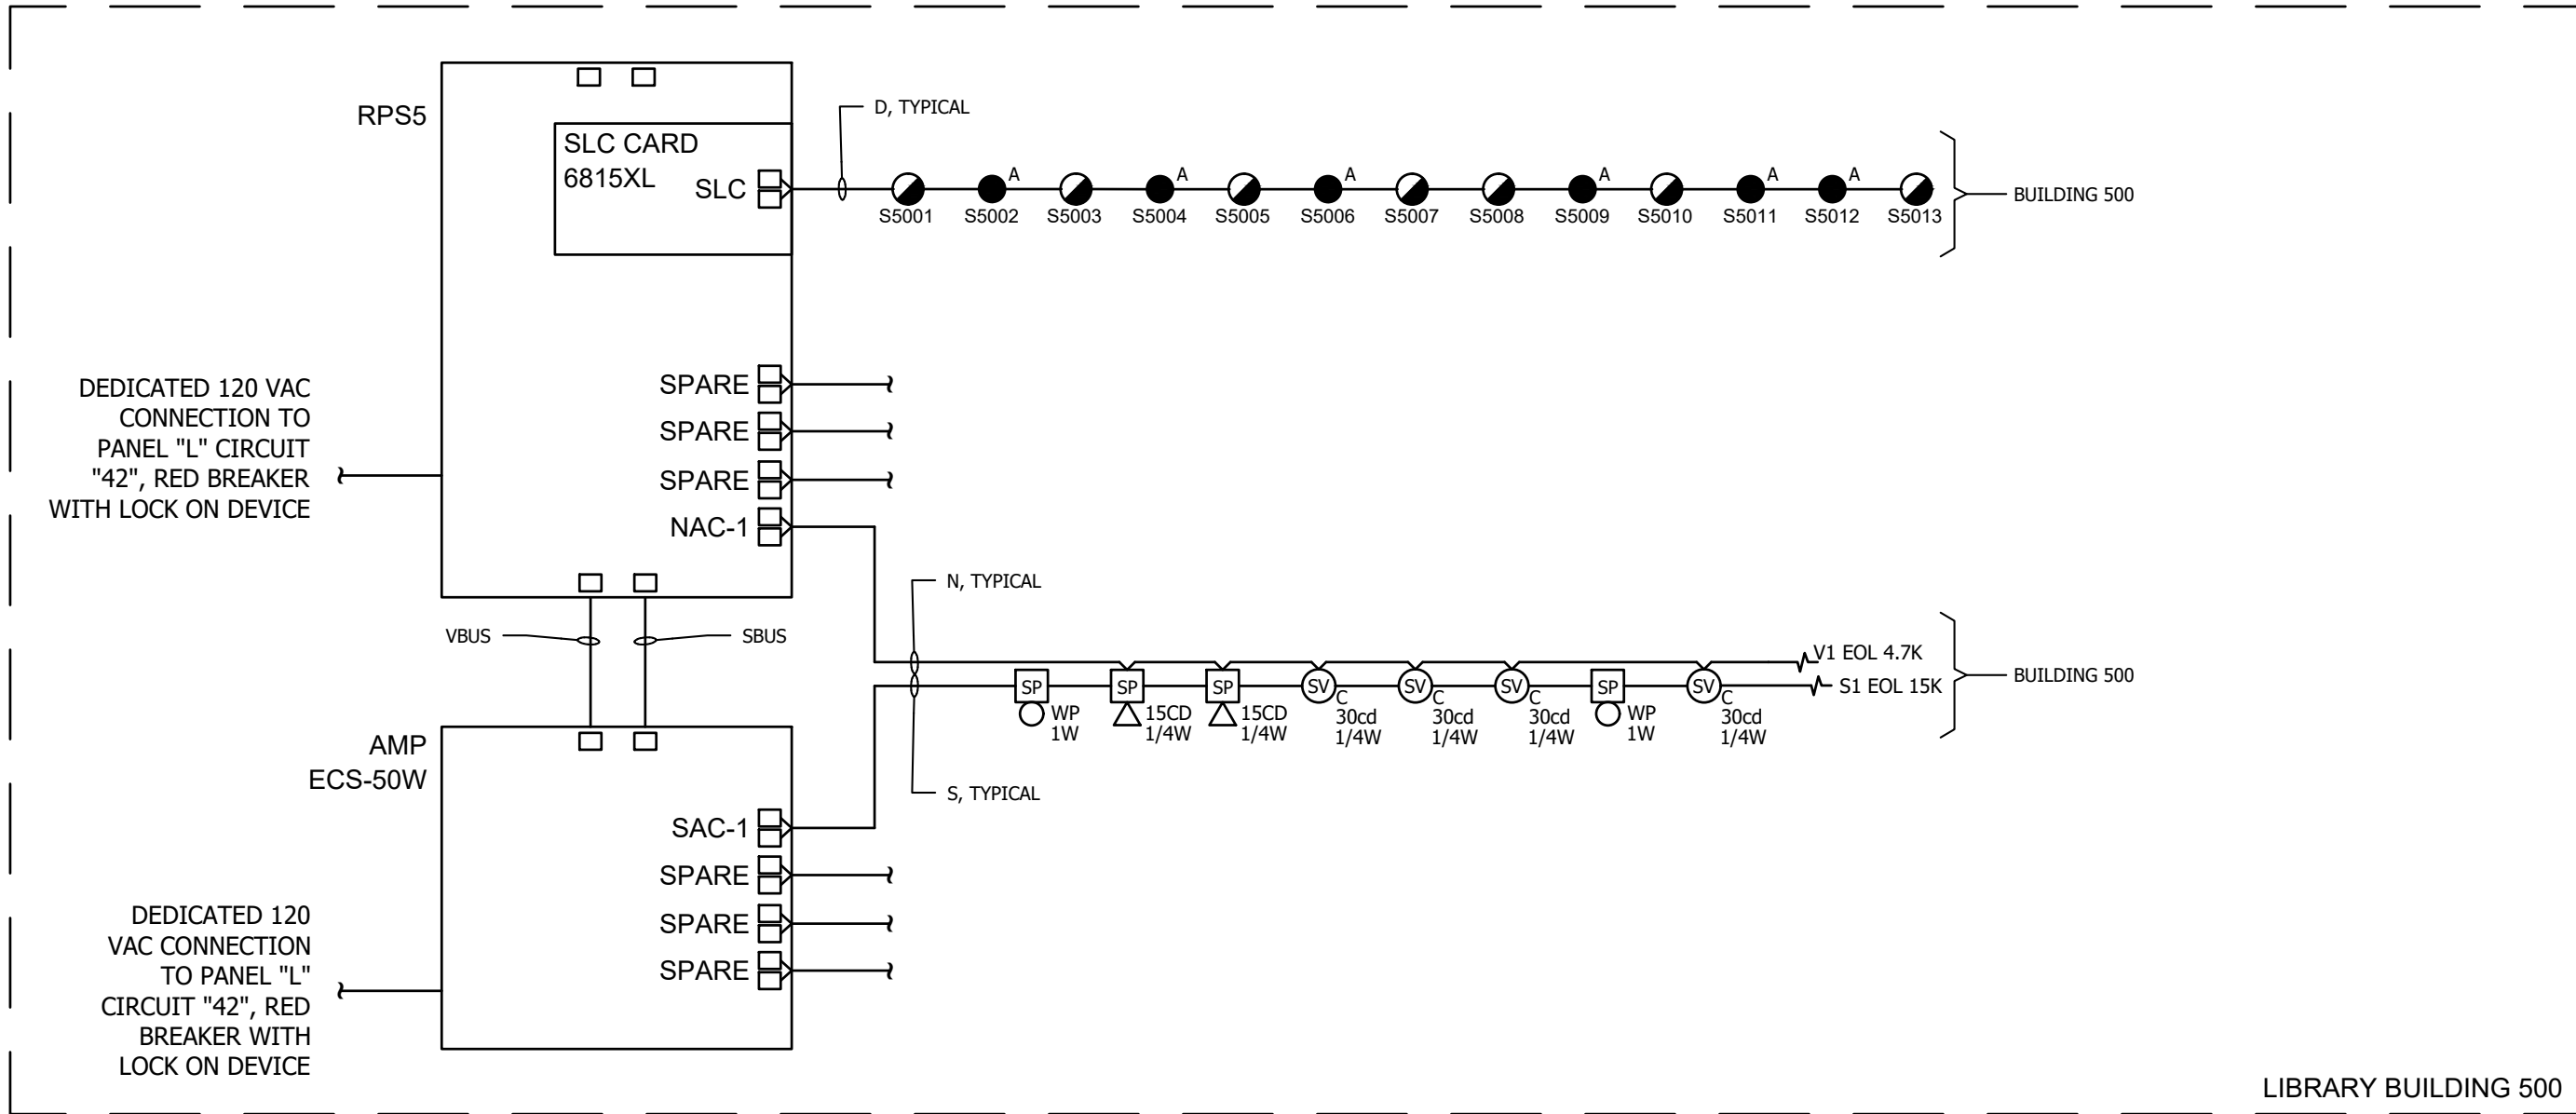 RPS5
SLC CARD
6815XL
SLC
D, TYPICAL
A
A
A
A
A
A
S5001
S5002
S5003
S5004
S5005
S5006
S5007
S5008
S5009
S5010
S5011
S5012
S5013
BUILDING 500
DEDICATED 120 VAC
CONNECTION TO
PANEL "L" CIRCUIT
"42", RED BREAKER
WITH LOCK ON DEVICE
SPARE
SPARE
SPARE
NAC-1
N, TYPICAL
VBUS
SBUS
V1 EOL 4.7K
S1 EOL 15K
BUILDING 500
SP
SP
SP
SV
SV
SV
SP
SV
WP
1W
15CD
1/4W
15CD
1/4W
C
30cd
1/4W
C
30cd
1/4W
C
30cd
1/4W
WP
1W
C
30cd
1/4W
S, TYPICAL
AMP
ECS-50W
SAC-1
SPARE
SPARE
SPARE
DEDICATED 120
VAC CONNECTION
TO PANEL "L"
CIRCUIT "42", RED
BREAKER WITH
LOCK ON DEVICE
LIBRARY BUILDING 500